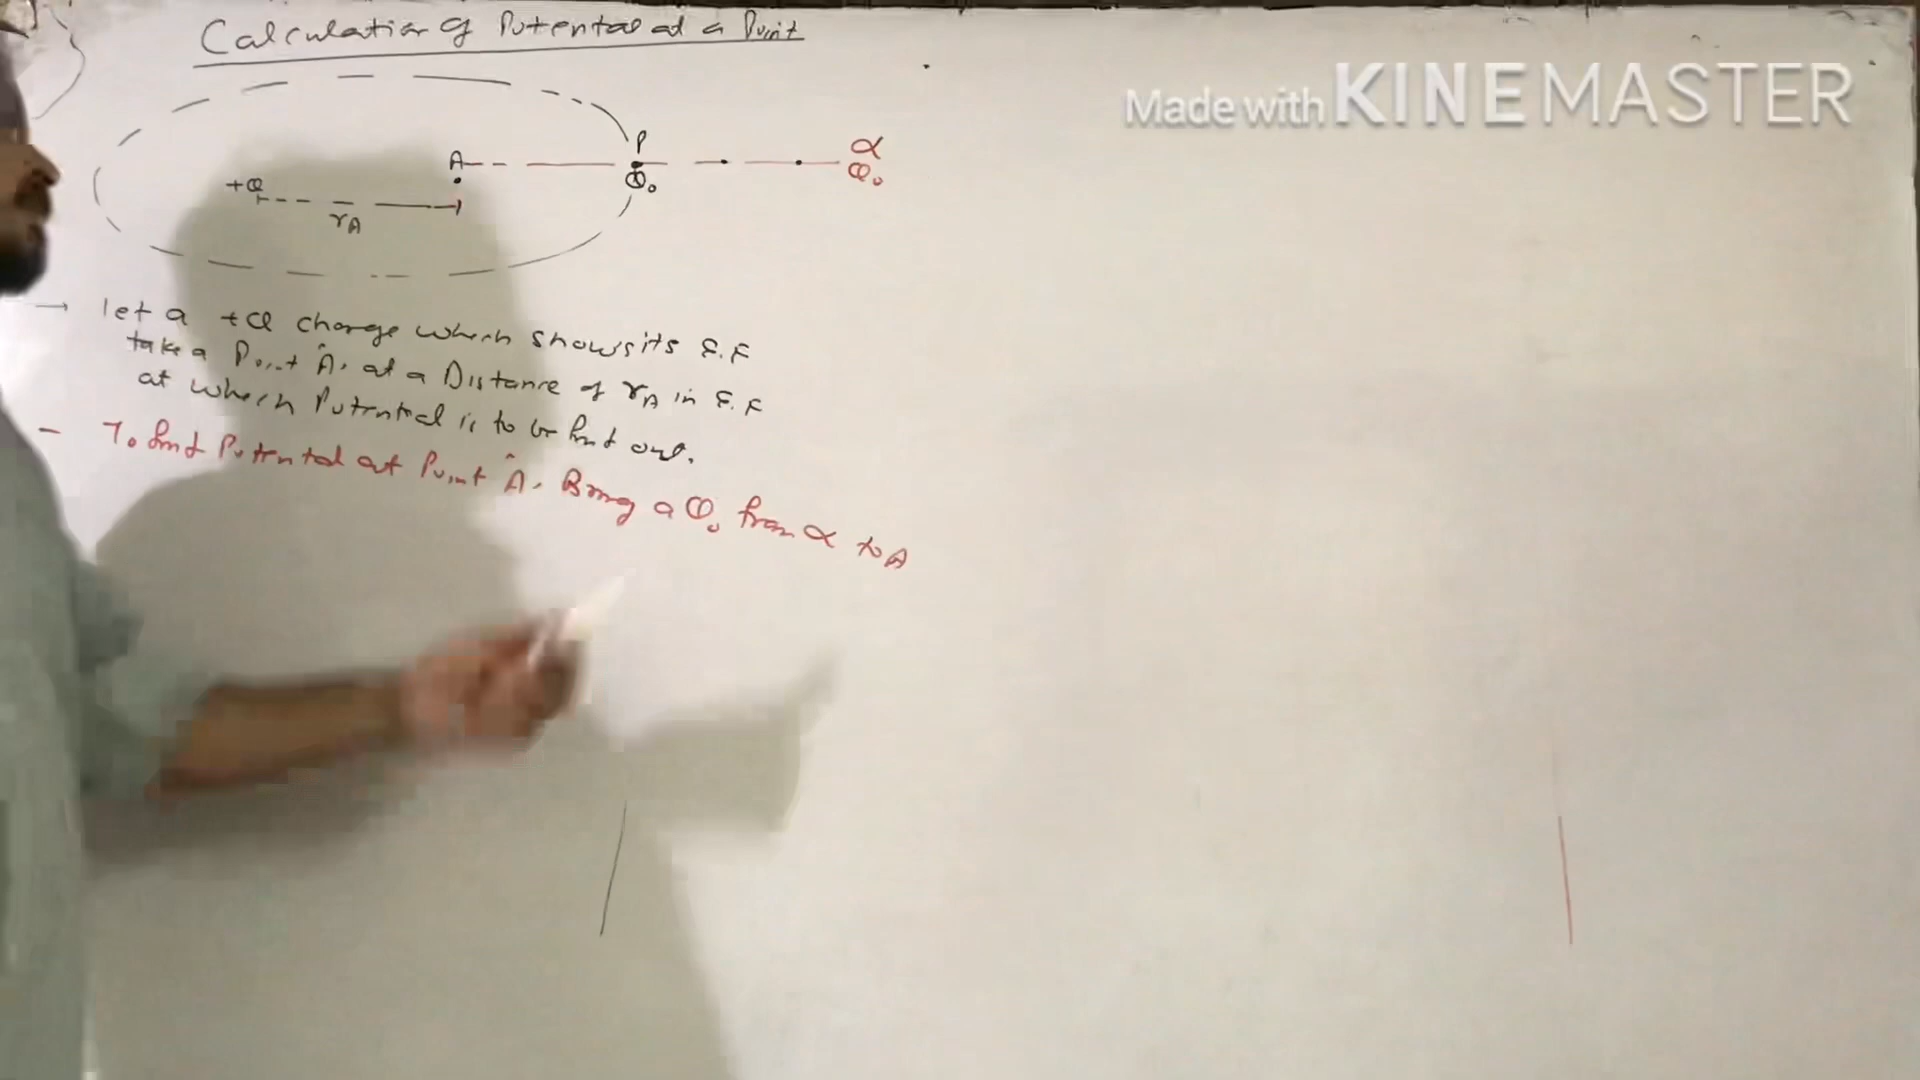 Calculation of Potential at a Point
Made with KINEMASTER
P
α
A
Q₀
Q₀
+Q
rA
→ let a +Q charge which shows its E.F
take a Point A. at a Distance of rA in E.F
at which Potential is to be find out.
- To find Potential at Point A. Bring a Q₀ from α to A